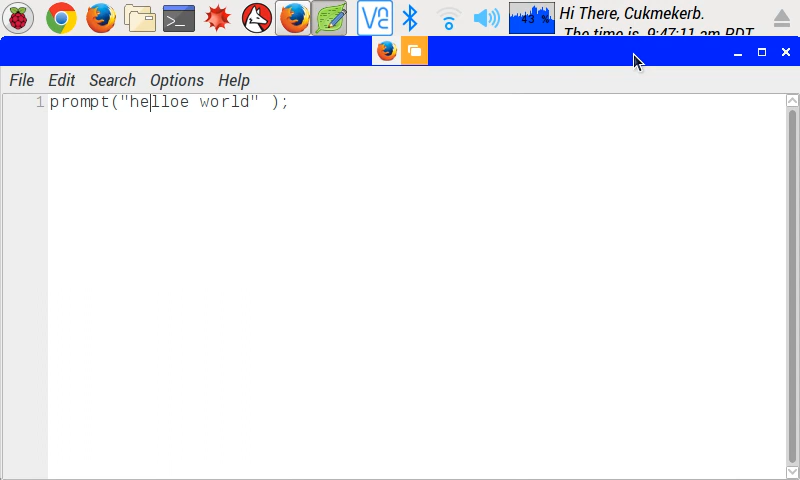 >_
V2
43 %
Hi There, Cukmekerb.
The time is 9:47:11 am PDT
File Edit Search Options Help
1 prompt("helloe world" );